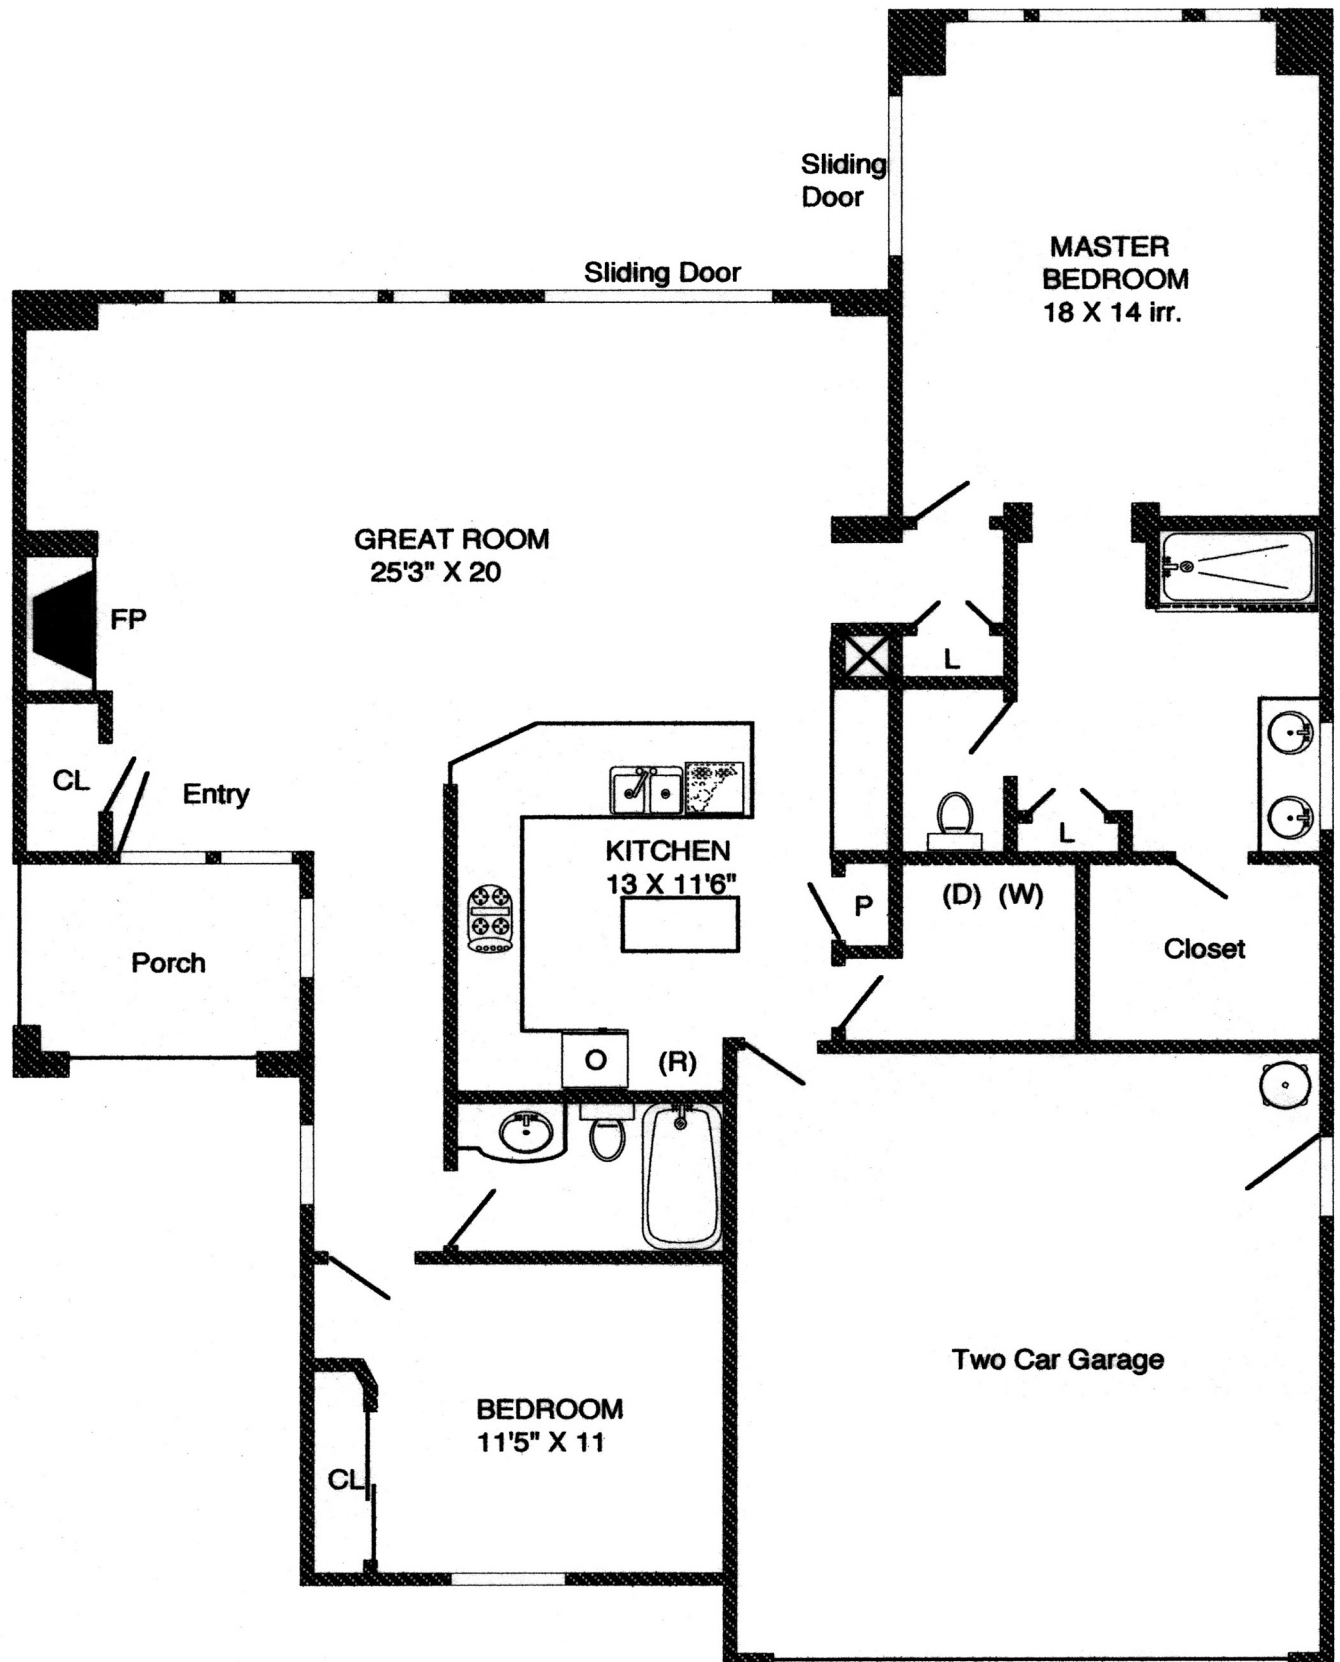 Sliding
Door
MASTER
BEDROOM
18 X 14 irr.
Sliding Door
GREAT ROOM
25'3" X 20
FP
L
CL
Entry
L
KITCHEN
13 X 11'6"
P
(D) (W)
Closet
Porch
(R)
Two Car Garage
BEDROOM
11'5" X 11
CL